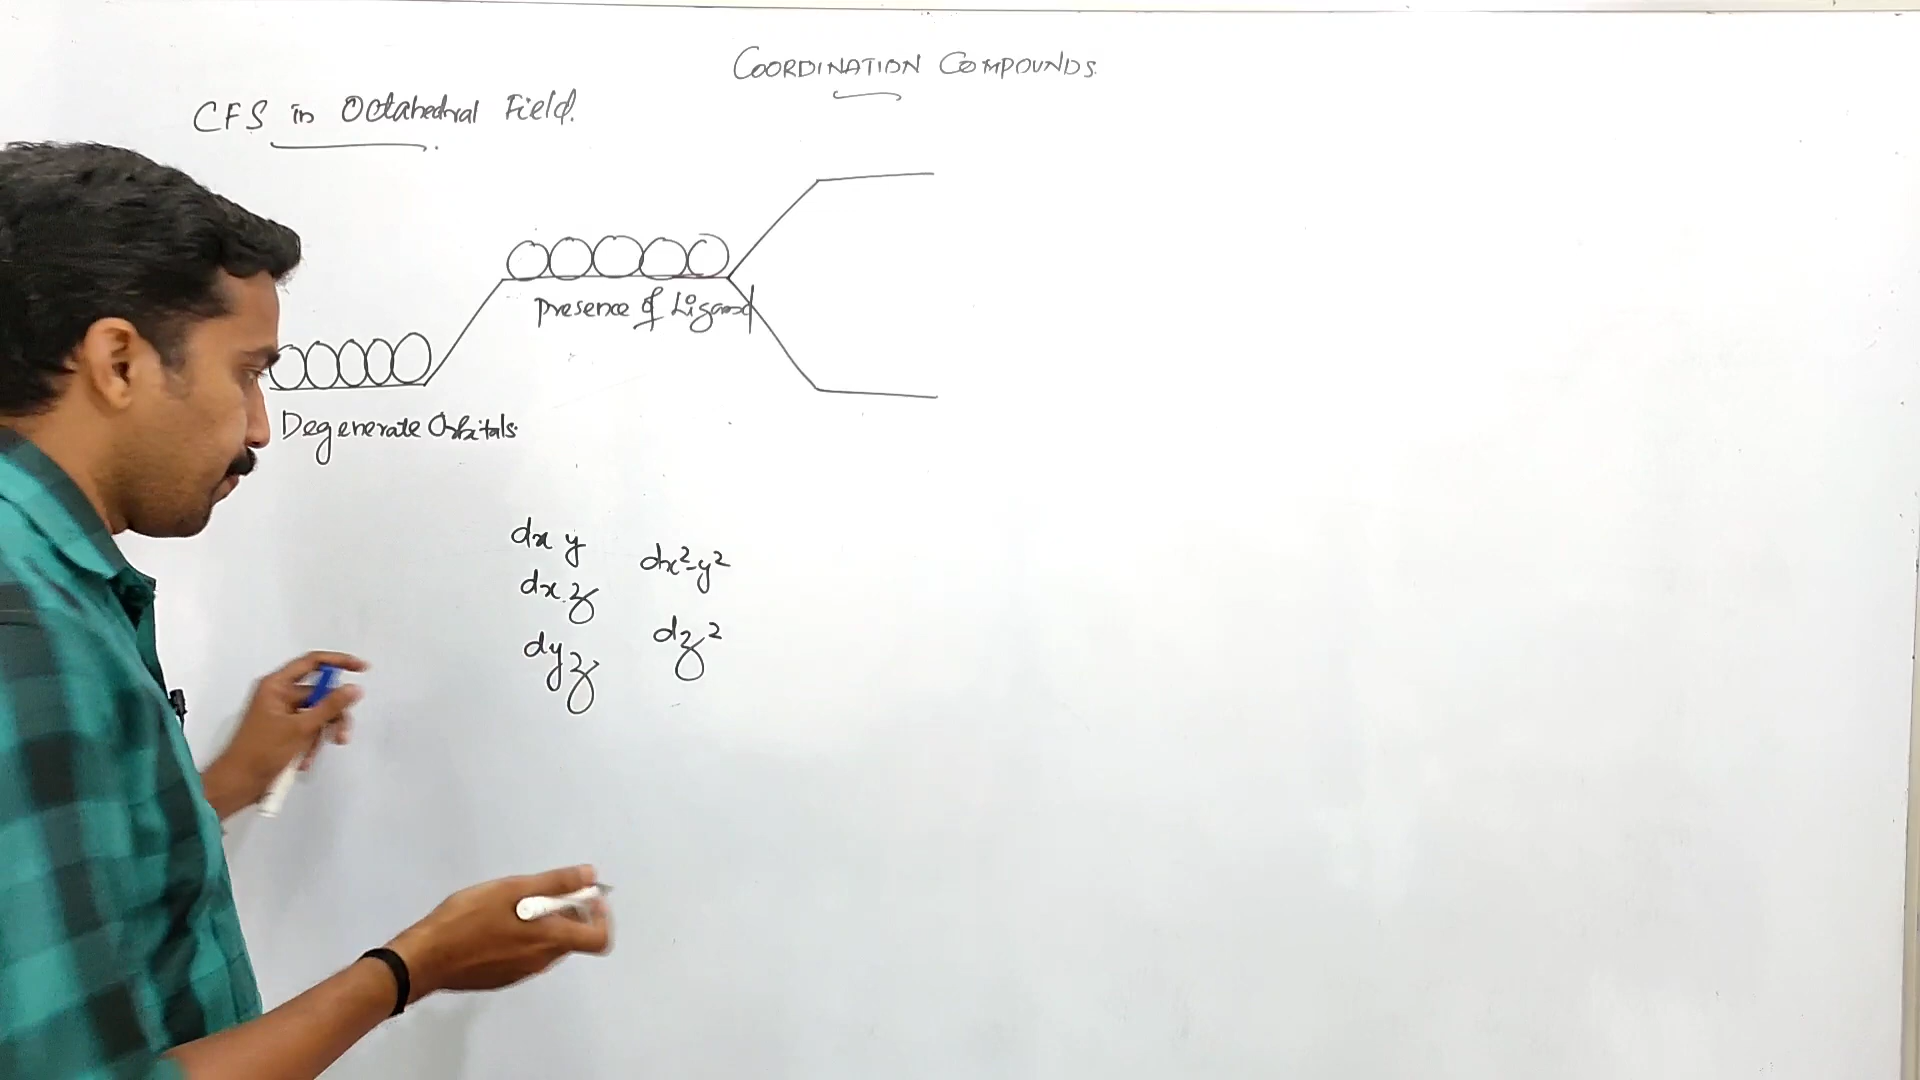 COORDINATION COMPOUNDS.
CFS in Octahedral Field.
Presence of Ligand
Degenerate Orbitals.
dxy
dx²-y²
dxz
dz²
dyz